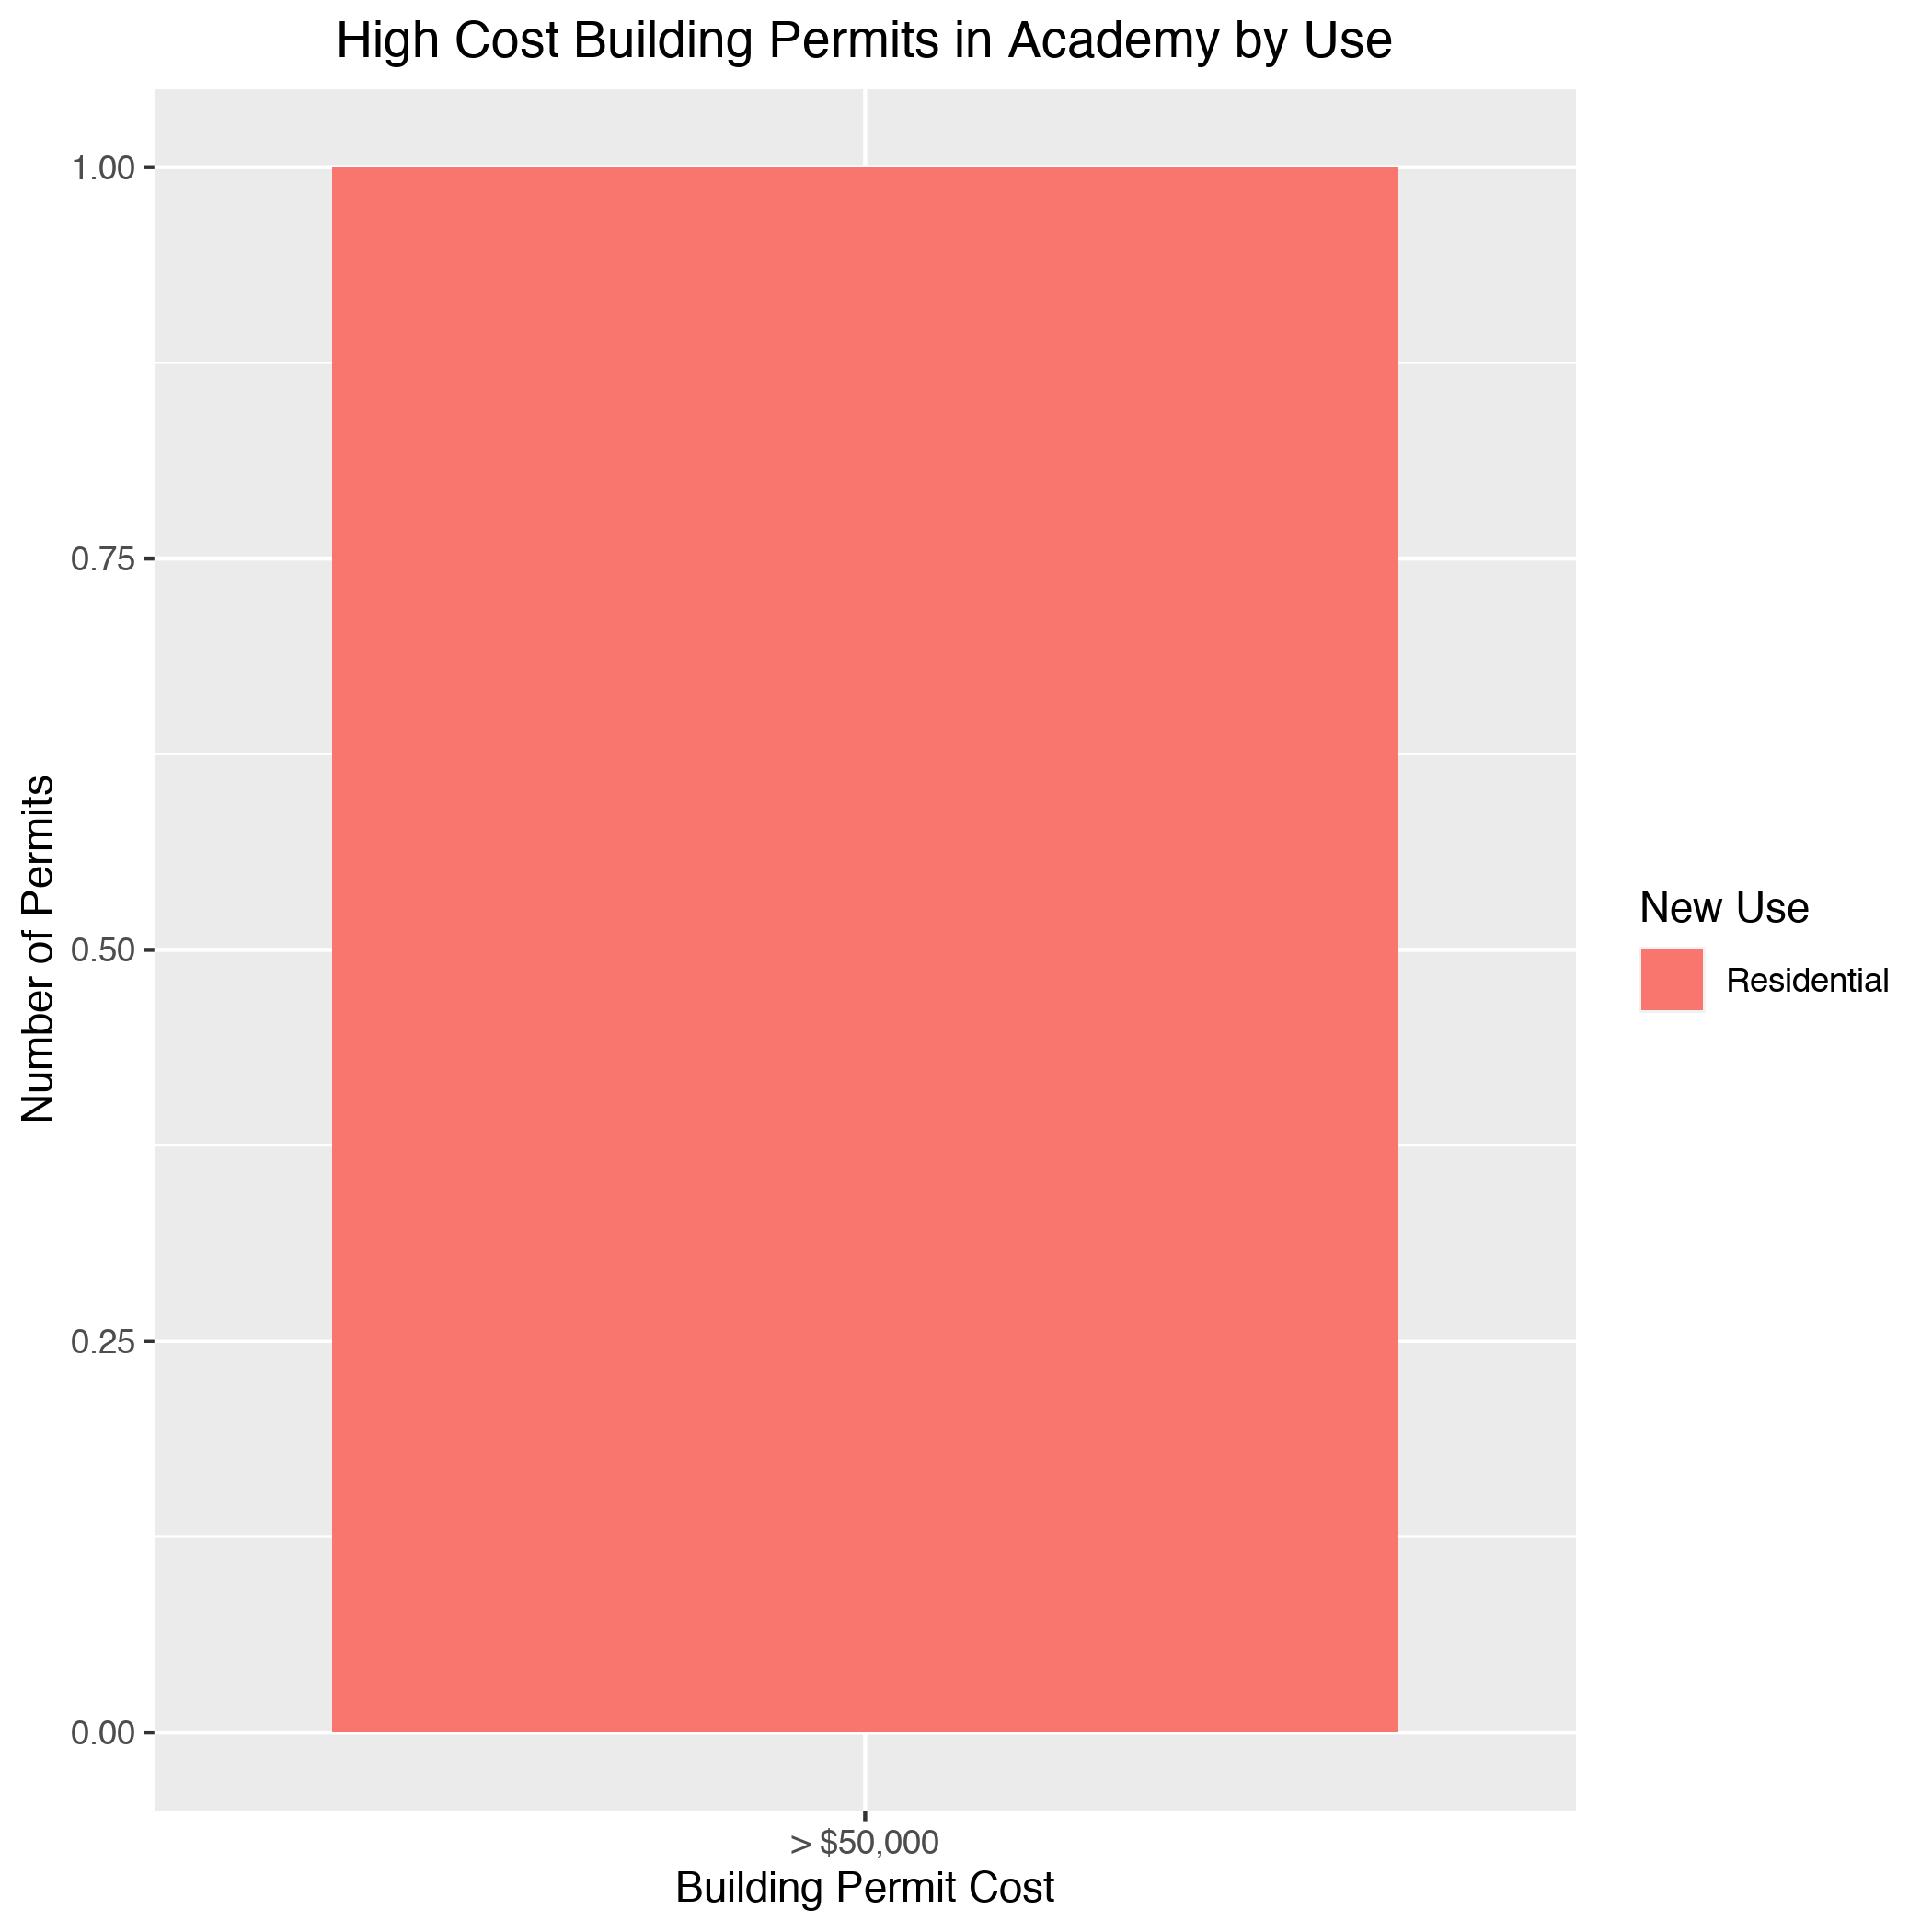 High Cost Building Permits in Academy by Use
1.00
0.75
0.50
0.25
0.00
Number of Permits
> $50,000
Building Permit Cost
New Use
Residential